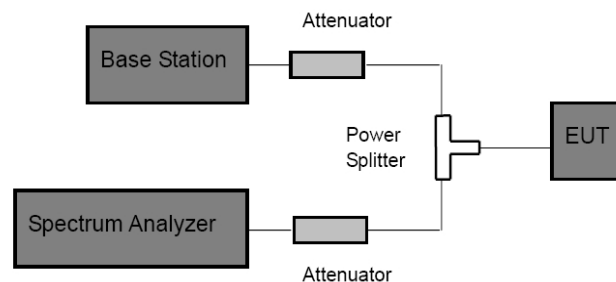 Attenuator
Base Station
Power
Splitter
EUT
Spectrum Analyzer
Attenuator